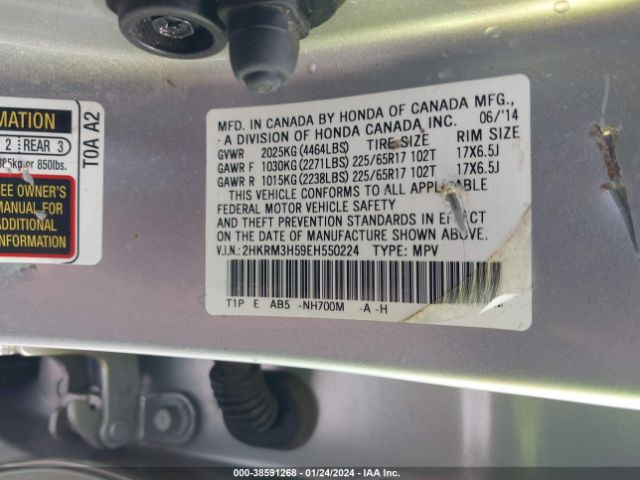 MATION
2 REAR 3
385kg or 850lbs.
EE OWNER'S
MANUAL FOR
ADDITIONAL
INFORMATION
T0A A2
MFD. IN CANADA BY HONDA OF CANADA MFG.,
A DIVISION OF HONDA CANADA INC. 06/'14
GVWR 2025KG (4464LBS) TIRE SIZE RIM SIZE
GAWR F 1030KG (2271LBS) 225/65R17 102T 17X6.5J
GAWR R 1015KG (2238LBS) 225/65R17 102T 17X6.5J
THIS VEHICLE CONFORMS TO ALL APPLICABLE
FEDERAL MOTOR VEHICLE SAFETY
AND THEFT PREVENTION STANDARDS IN EFFECT
ON THE DATE OF MANUFACTURE SHOWN ABOVE.
V.I.N.: 2HKRM3H59EH550224 TYPE: MPV
T1P E AB5 -NH700M -A -H
000-38591268 - 01/24/2024 - IAA Inc.